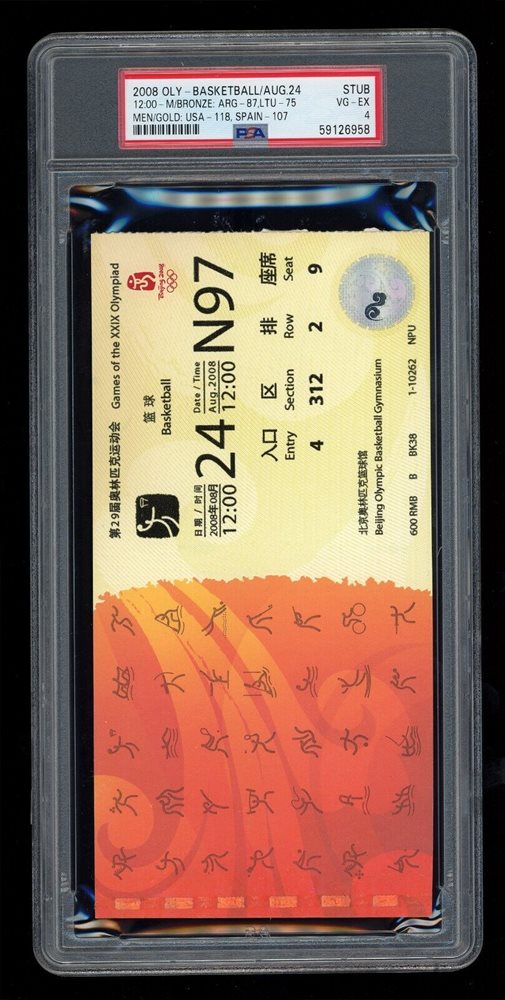 2008 OLY - BASKETBALL/AUG.24 STUB
12:00 - M/BRONZE: ARG - 87,LTU - 75 VG - EX
MEN/GOLD: USA - 118, SPAIN - 107 4
PSA 59126958
第29届奥林匹克运动会 Games of the XXIX Olympiad
Beijing 2008
篮球
Basketball
日期 / 时间 Date / Time
2008年08月 24 Aug.2008 N97
12:00 12:00
入口 区 排 座席
Entry Section Row Seat
4 312 2 9
北京奥林匹克篮球馆
Beijing Olympic Basketball Gymnasium
600 RMB B BK38 1-10262 NPU